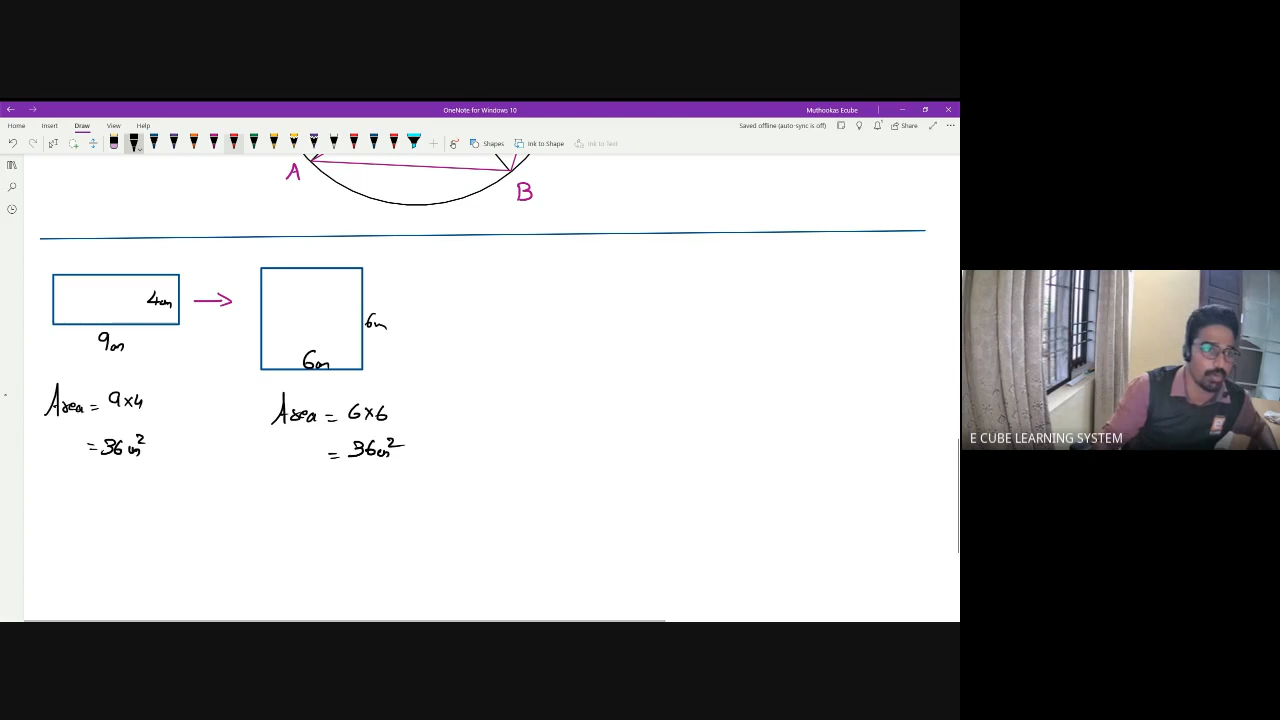 OneNote for Windows 10
Muthookas Ecube
Home Insert Draw View Help
Saved offline (auto-sync is off)
Share
Ink to Shape
Shapes
Ink to Text
A
B
4cm
9cm
6cm
6cm
Area = 9×4
= 36cm²
Area = 6×6
= 36cm²
E CUBE LEARNING SYSTEM